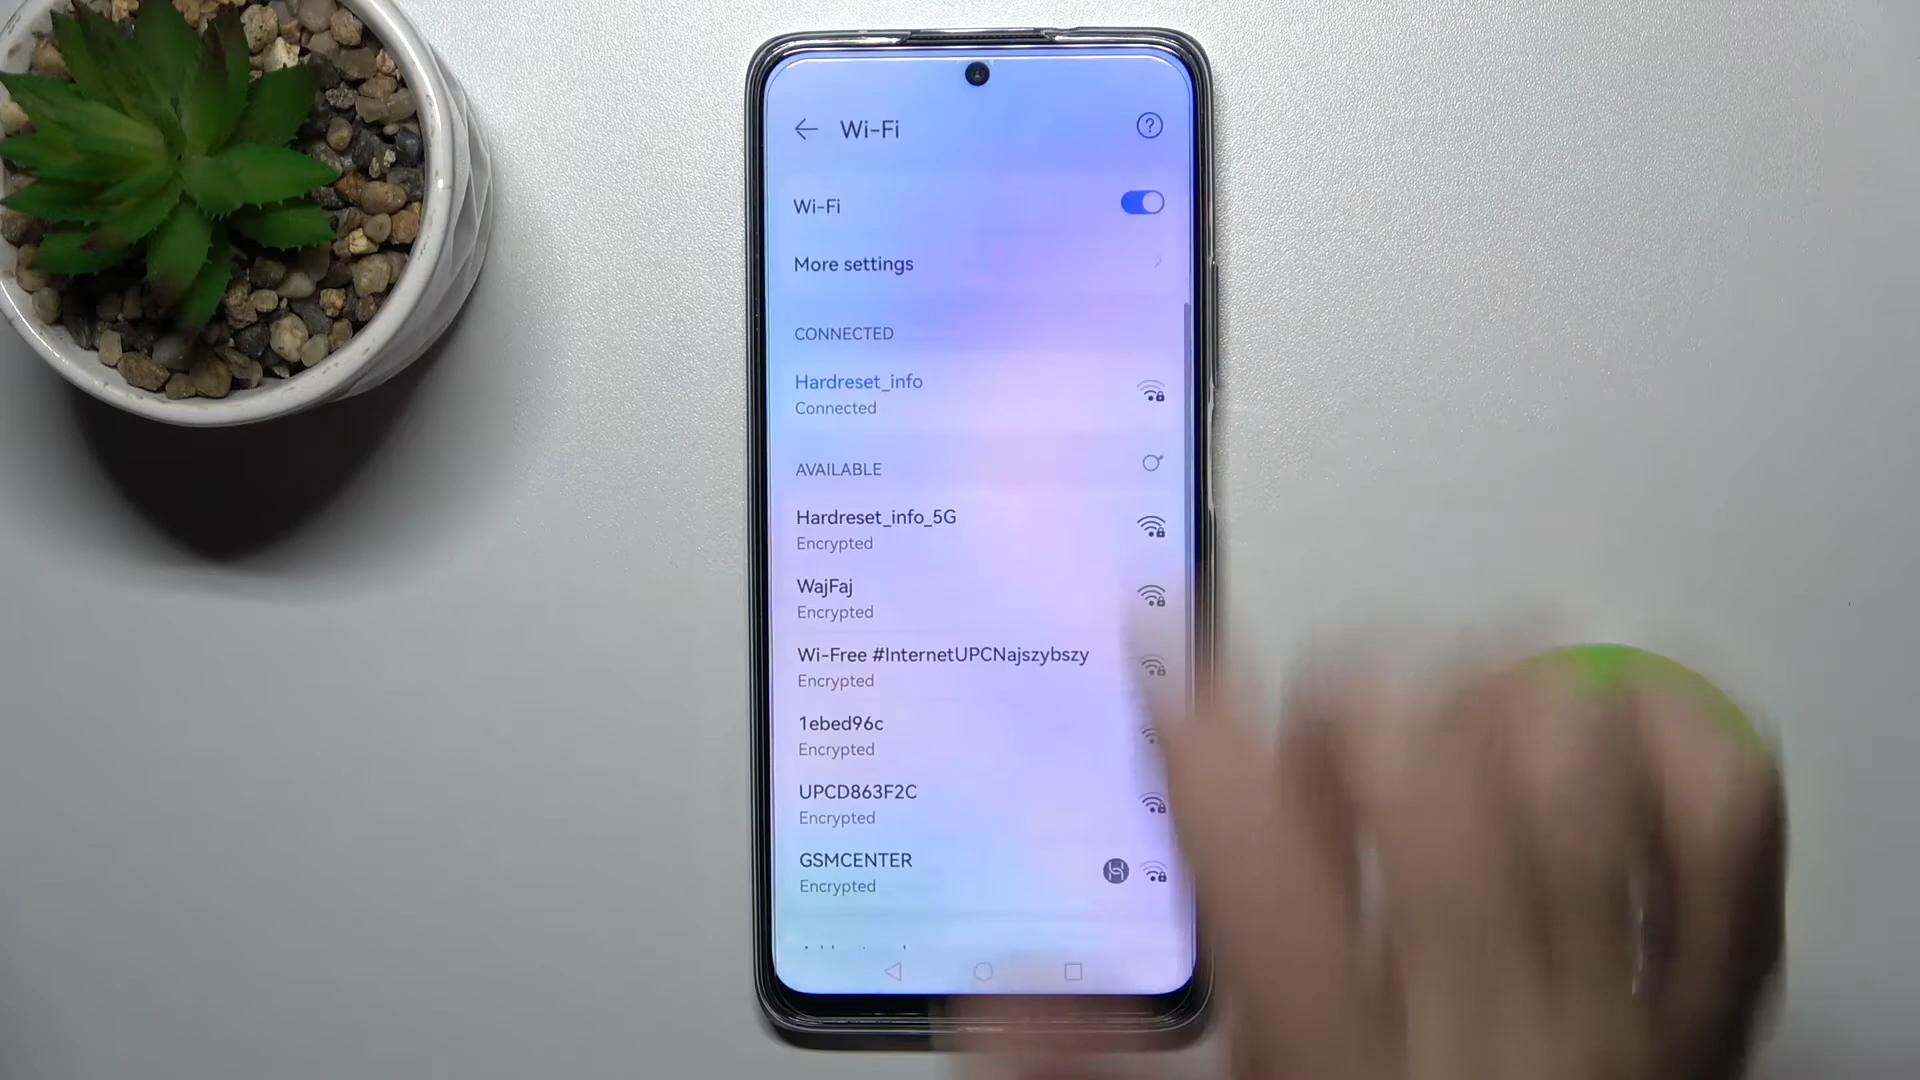 Wi-Fi
Wi-Fi
More settings
CONNECTED
Hardreset_info
Connected
AVAILABLE
Hardreset_info_5G
Encrypted
WajFaj
Encrypted
Wi-Free #InternetUPCNajszybszy
Encrypted
1ebed96c
Encrypted
UPCD863F2C
Encrypted
GSMCENTER
Encrypted